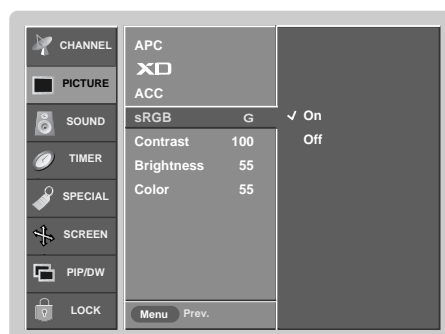 CHANNEL
PICTURE
SOUND
TIMER
SPECIAL
SCREEN
PIP/DW
LOCK
APC
XD
ACC
sRGB G
Contrast 100
Brightness 55
Color 55
Menu Prev.
✓ On
Off